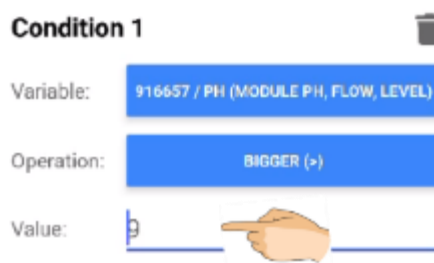 Condition 1
Variable: 916657 / PH (MODULE PH, FLOW, LEVEL)
Operation: BIGGER (>)
Value: 9